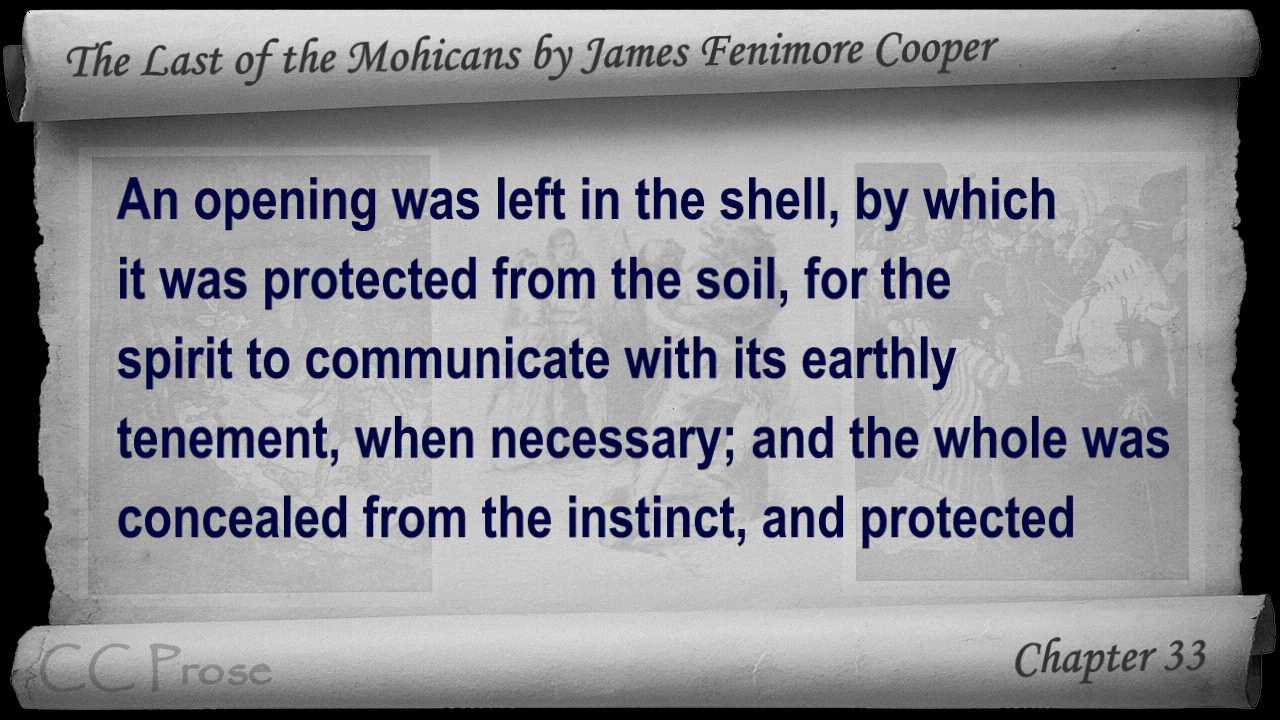 The Last of the Mohicans by James Fenimore Cooper
An opening was left in the shell, by which
it was protected from the soil, for the
spirit to communicate with its earthly
tenement, when necessary; and the whole was
concealed from the instinct, and protected
CC Prose
Chapter 33